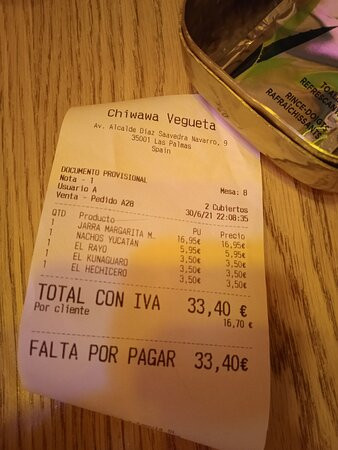 Chiwawa Vegueta
Av. Alcalde Díaz Saavedra Navarro, 9
35001 Las Palmas
Spain
DOCUMENTO PROVISIONAL
Nota - 1 Mesa: 8
Usuario A
Venta - Pedido A28 2 Cubiertos
30/6/21 22:08:35
QTD Producto PU Precio
1 JARRA MARGARITA M. 16,95€ 16,95€
1 NACHOS YUCATÁN 5,95€ 5,95€
1 EL RAYO 3,50€ 3,50€
1 EL KUNAGUARO 3,50€ 3,50€
1 EL HECHICERO 3,50€ 3,50€
TOTAL CON IVA 33,40 €
Por cliente 16,70 €
FALTA POR PAGAR 33,40€
REFRESCAN
RINCE-DOIGTS
RAFRAÎCHISSANTS